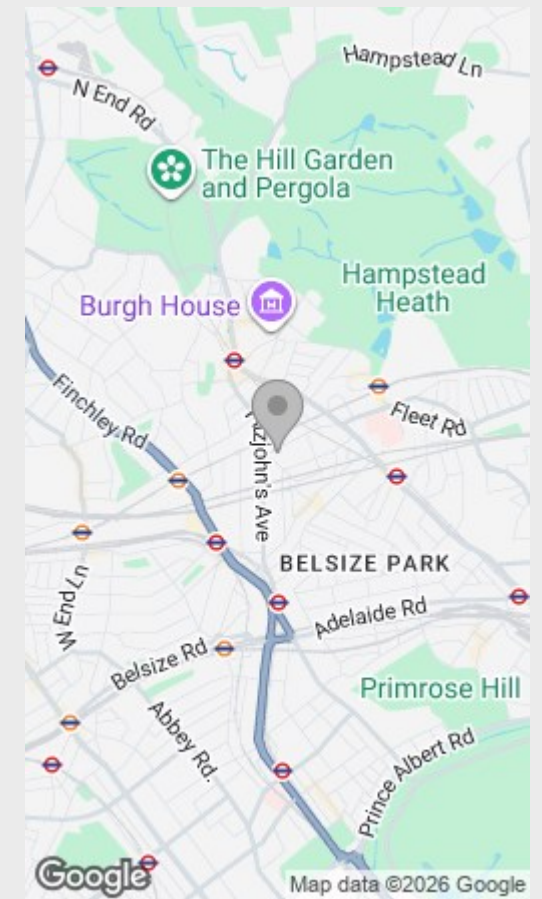 Hampstead Ln
N End Rd
The Hill Garden
and Pergola
Hampstead
Heath
Burgh House
Finchley Rd
Fleet Rd
Fitzjohn's Ave
BELSIZE PARK
W End Ln
Adelaide Rd
Belsize Rd
Primrose Hill
Abbey Rd.
Prince Albert Rd
Google
Map data ©2026 Google